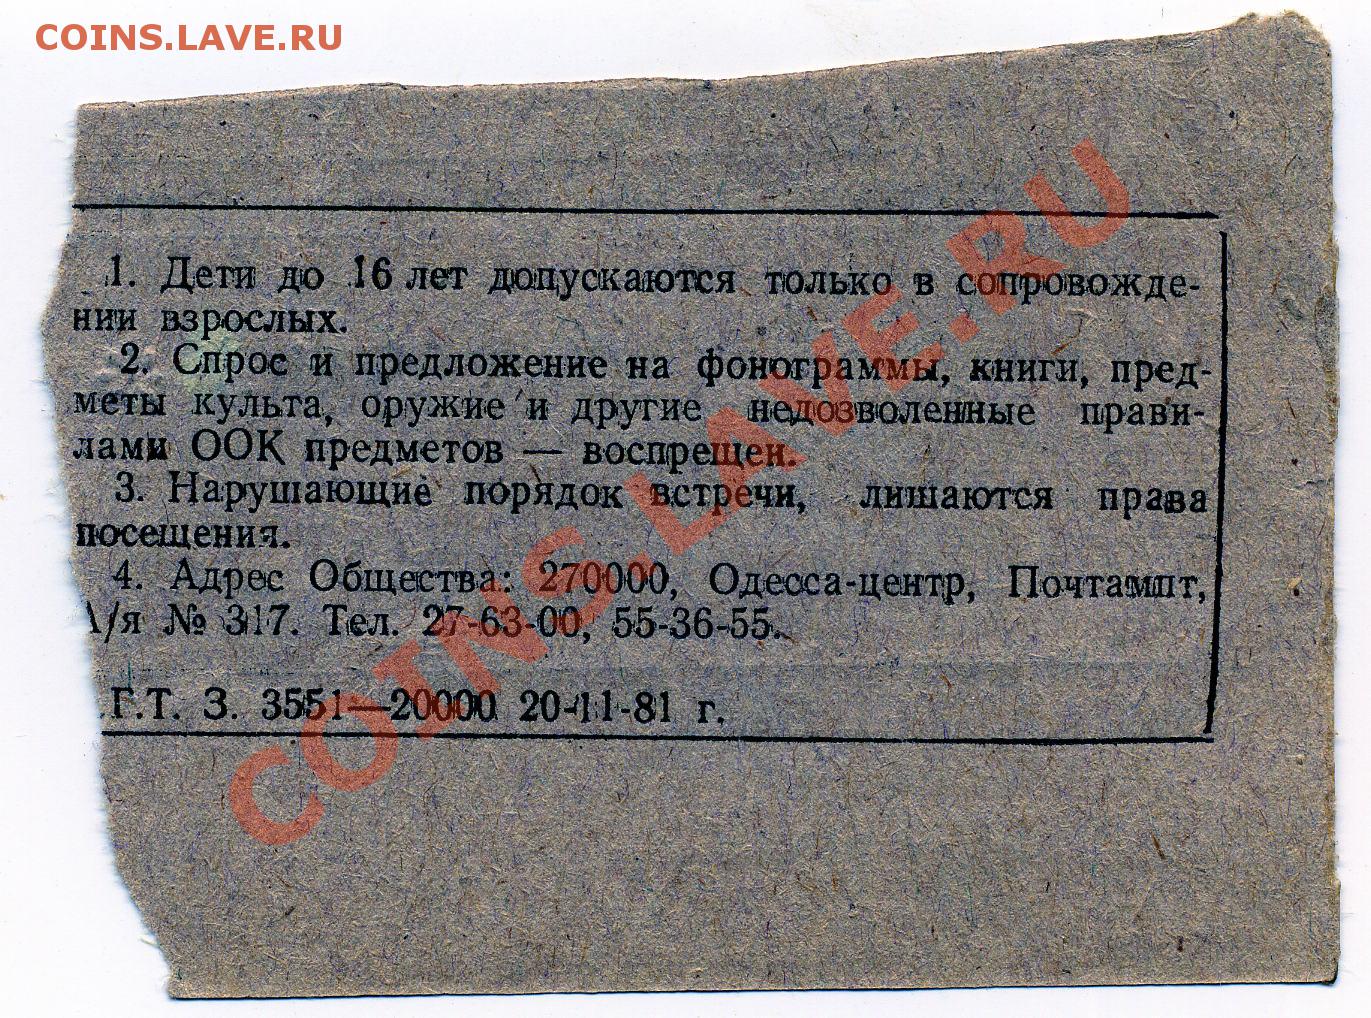 COINS.LAVE.RU
1. Дети до 16 лет допускаются только в сопровожде-
нии взрослых.
2. Спрос и предложение на фонограммы, книги, пред-
меты культа, оружие и другие недозволенные прави-
лами ООК предметов — воспрещен.
3. Нарушающие порядок встречи, лишаются права
посещения.
4. Адрес Общества: 270000, Одесса-центр, Почтампт,
А/я № 317. Тел. 27-63-00, 55-36-55.
.Г.Т. З. 3551—20000 20-11-81 г.
COINS.LAVE.RU